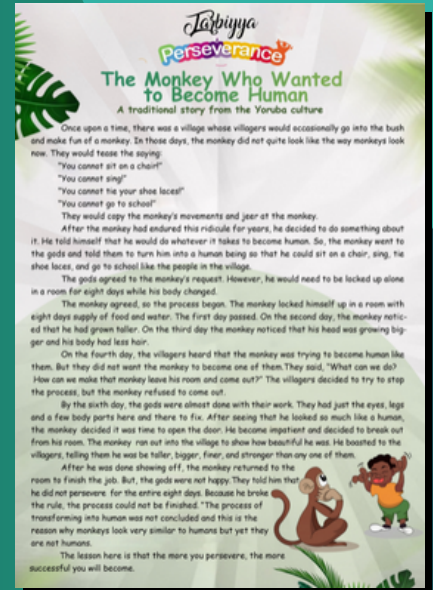 Tarbiyya
Perseverance
The Monkey Who Wanted
to Become Human
A traditional story from the Yoruba culture
Once upon a time, there was a village whose villagers would occasionally go into the bush
and make fun of a monkey. In those days, the monkey did not quite look like the way monkeys look
now. They would tease the saying:
"You cannot sit on a chair!"
"You cannot sing!"
"You cannot tie your shoe laces!"
"You cannot go to school"
They would copy the monkey's movements and jeer at the monkey.
After the monkey had endured this ridicule for years, he decided to do something about
it. He told himself that he would do whatever it takes to become human. So, the monkey went to
the gods and told them to turn him into a human being so that he could sit on a chair, sing, tie
shoe laces, and go to school like the people in the village.
The gods agreed to the monkey's request. However, he would need to be locked up alone
in a room for eight days while his body changed.
The monkey agreed, so the process began. The monkey locked himself up in a room with
eight days supply of food and water. The first day passed. On the second day, the monkey notic-
ed that he had grown taller. On the third day the monkey noticed that his head was growing big-
ger and his body had less hair.
On the fourth day, the villagers heard that the monkey was trying to become human like
them. But they did not want the monkey to become one of them.They said, "What can we do?
How can we make that monkey leave his room and come out?" The villagers decided to try to stop
the process, but the monkey refused to come out.
By the sixth day, the gods were almost done with their work. They had just the eyes, legs
and a few body parts here and there to fix. After seeing that he looked so much like a human,
the monkey decided it was time to open the door. He became impatient and decided to break out
from his room. The monkey ran out into the village to show how beautiful he was. He boasted to the
villagers, telling them he was be taller, bigger, finer, and stronger than any one of them.
After he was done showing off, the monkey returned to the
room to finish the job. But, the gods were not happy. They told him that
he did not persevere for the entire eight days. Because he broke
the rule, the process could not be finished. "The process of
transforming into human was not concluded and this is the
reason why monkeys look very similar to humans but yet they
are not humans.
The lesson here is that the more you persevere, the more
successful you will become.